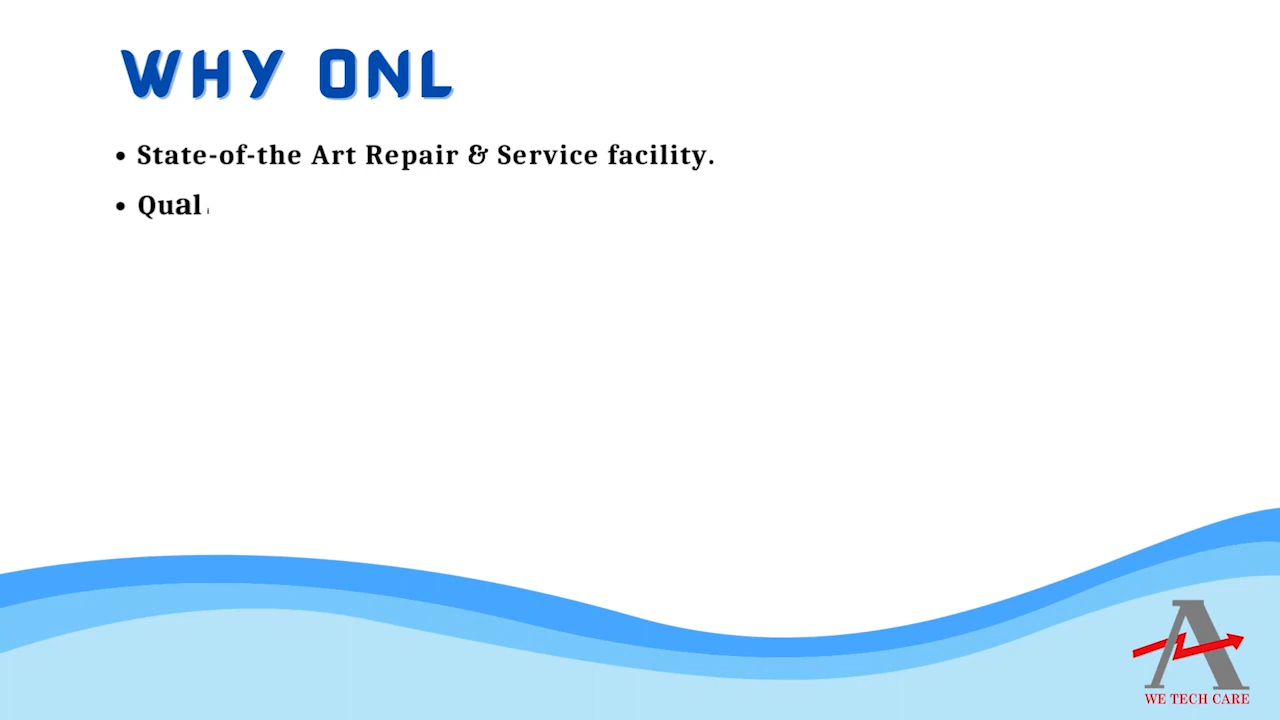 WHY ONL
• State-of-the Art Repair & Service facility.
• Qual
A
WE TECH CARE